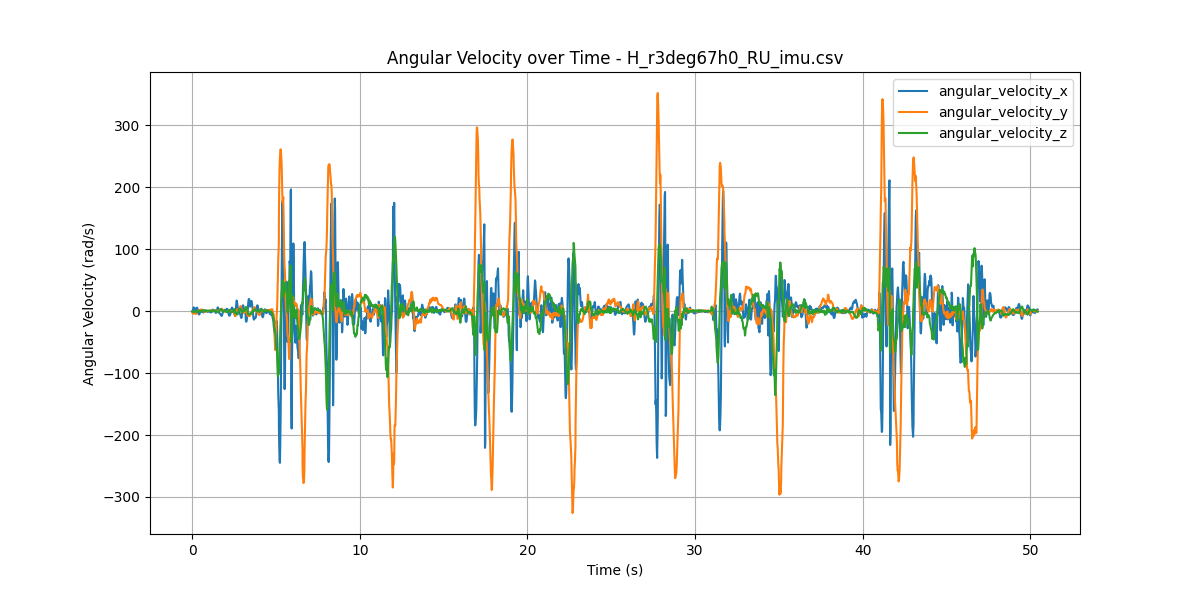 Angular Velocity over Time - H_r3deg67h0_RU_imu.csv
angular_velocity_x
angular_velocity_y
angular_velocity_z
Angular Velocity (rad/s)
300
200
100
0
−100
−200
−300
0 10 20 30 40 50
Time (s)